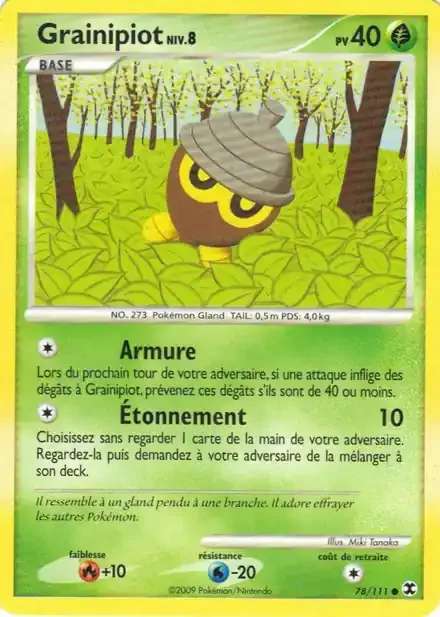 Grainipiot NIV.8 PV 40
BASE
NO. 273 Pokémon Gland TAIL: 0,5m PDS: 4,0kg
Armure
Lors du prochain tour de votre adversaire, si une attaque inflige des
dégâts à Grainipiot, prévenez ces dégâts s'ils sont de 40 ou moins.
Étonnement 10
Choisissez sans regarder 1 carte de la main de votre adversaire.
Regardez-la puis demandez à votre adversaire de la mélanger à
son deck.
Il ressemble à un gland pendu à une branche. Il adore effrayer
les autres Pokémon.
Illus. Miki Tanaka
faiblesse résistance coût de retraite
+10 -20
©2009 Pokémon/Nintendo 78/111